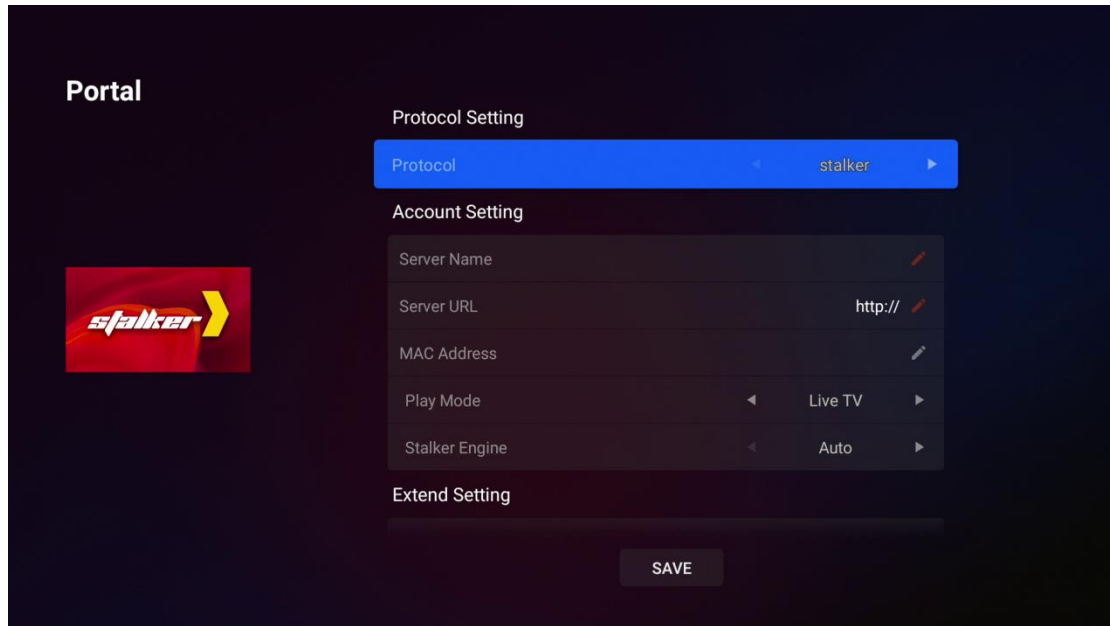 Portal
Protocol Setting
Protocol stalker
Account Setting
Server Name
Server URL http://
stalker
MAC Address
Play Mode Live TV
Stalker Engine Auto
Extend Setting
SAVE